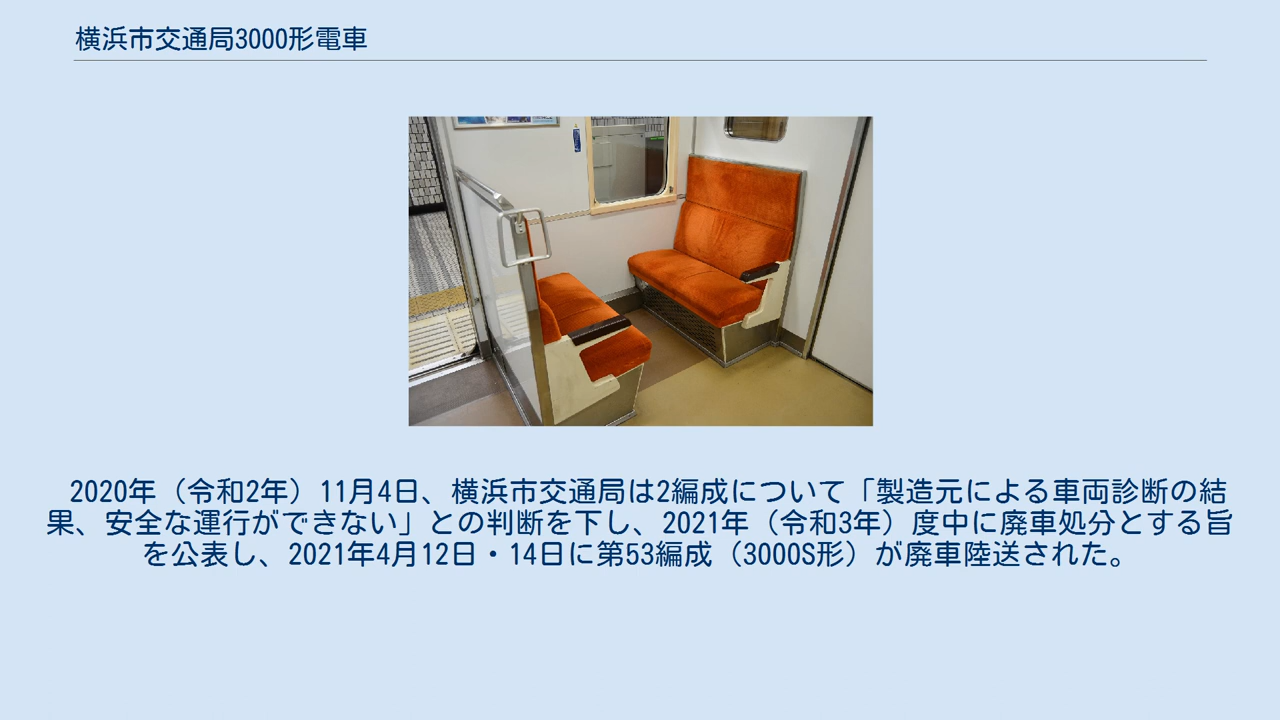 横浜市交通局3000形電車
2020年（令和2年）11月4日、横浜市交通局は2編成について「製造元による車両診断の結
果、安全な運行ができない」との判断を下し、2021年（令和3年）度中に廃車処分とする旨
を公表し、2021年4月12日・14日に第53編成（3000S形）が廃車陸送された。